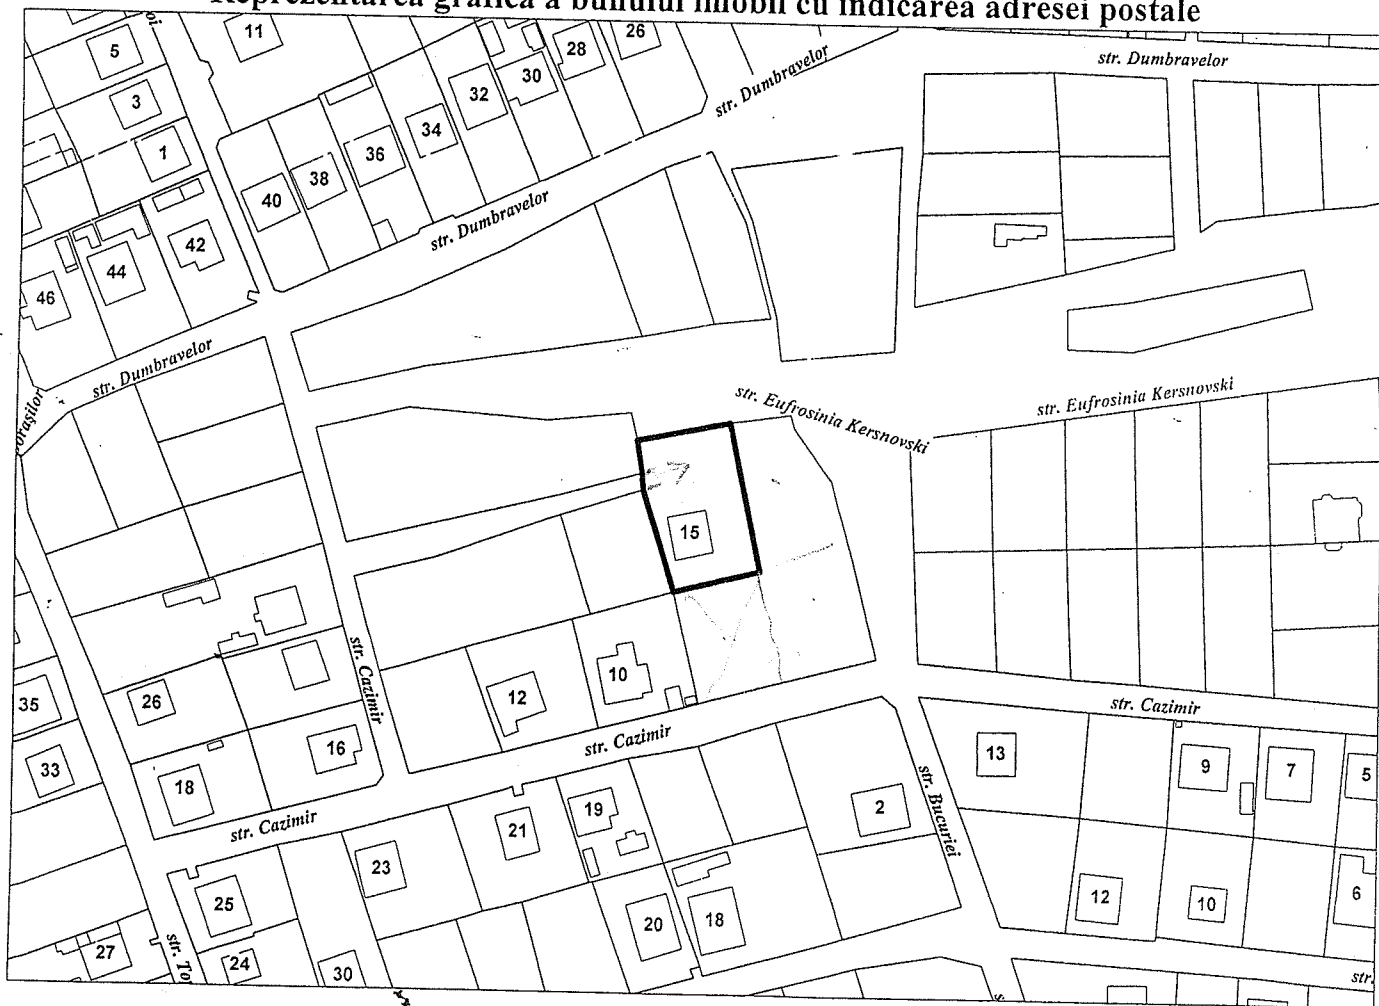 Reprezentarea grafică a bunului imobil cu indicarea adresei poștale
5
11
28
26
str. Dumbravelor
str. Dumbravelor
3
32
30
1
34
36
38
40
str. Dumbravelor
42
44
46
str. Dumbravelor
str. Eufrosinia Kersnovski
str. Eufrosinia Kersnovski
15
str. Cazimir
35
26
12
10
str. Cazimir
33
16
str. Cazimir
13
9
7
5
18
str. Cazimir
19
21
2
str. Bucuriei
23
25
20
18
12
10
6
27
str.
24
30
str.